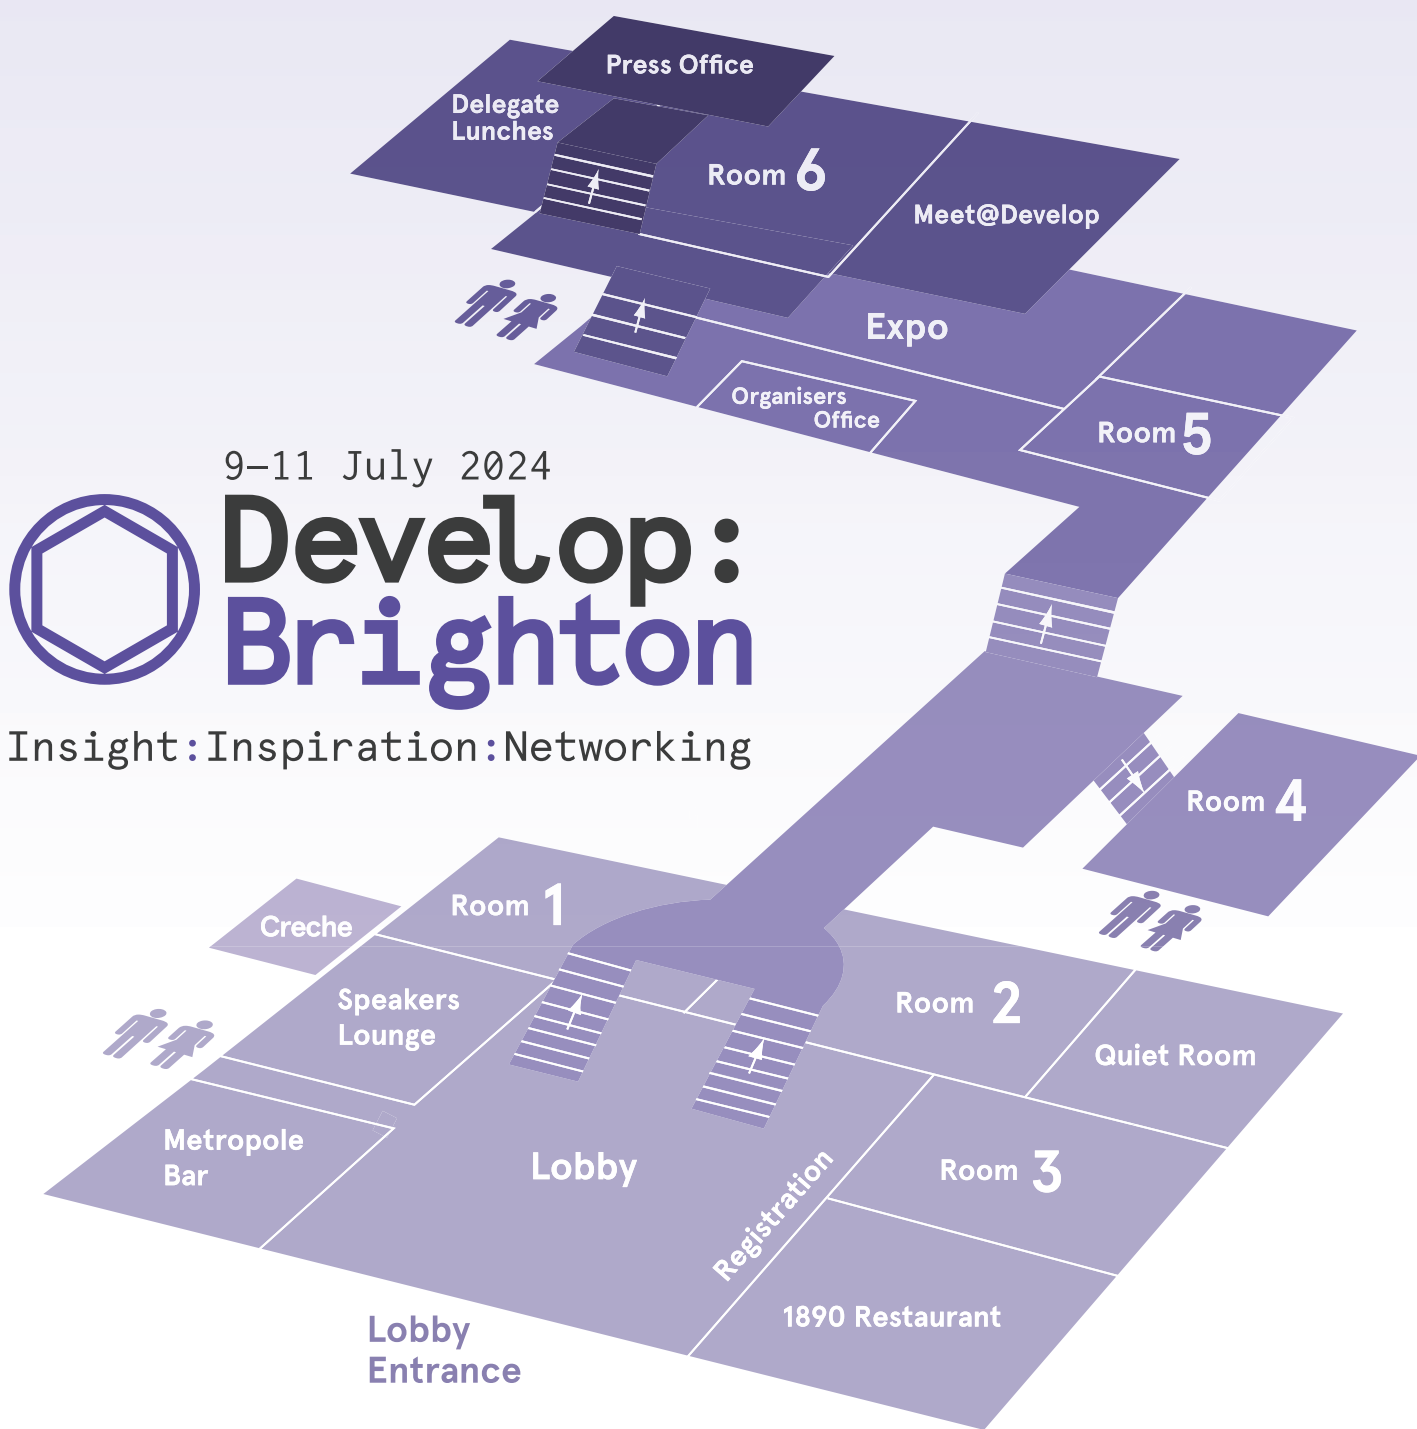 Press Office
Delegate
Lunches
Room 6
Meet@Develop
Expo
Organisers
Office
Room 5
9–11 July 2024
Develop:
Brighton
Insight:Inspiration:Networking
Room 4
Room 1
Creche
Speakers
Lounge
Room 2
Quiet Room
Metropole
Bar
Lobby
Registration
Room 3
1890 Restaurant
Lobby
Entrance